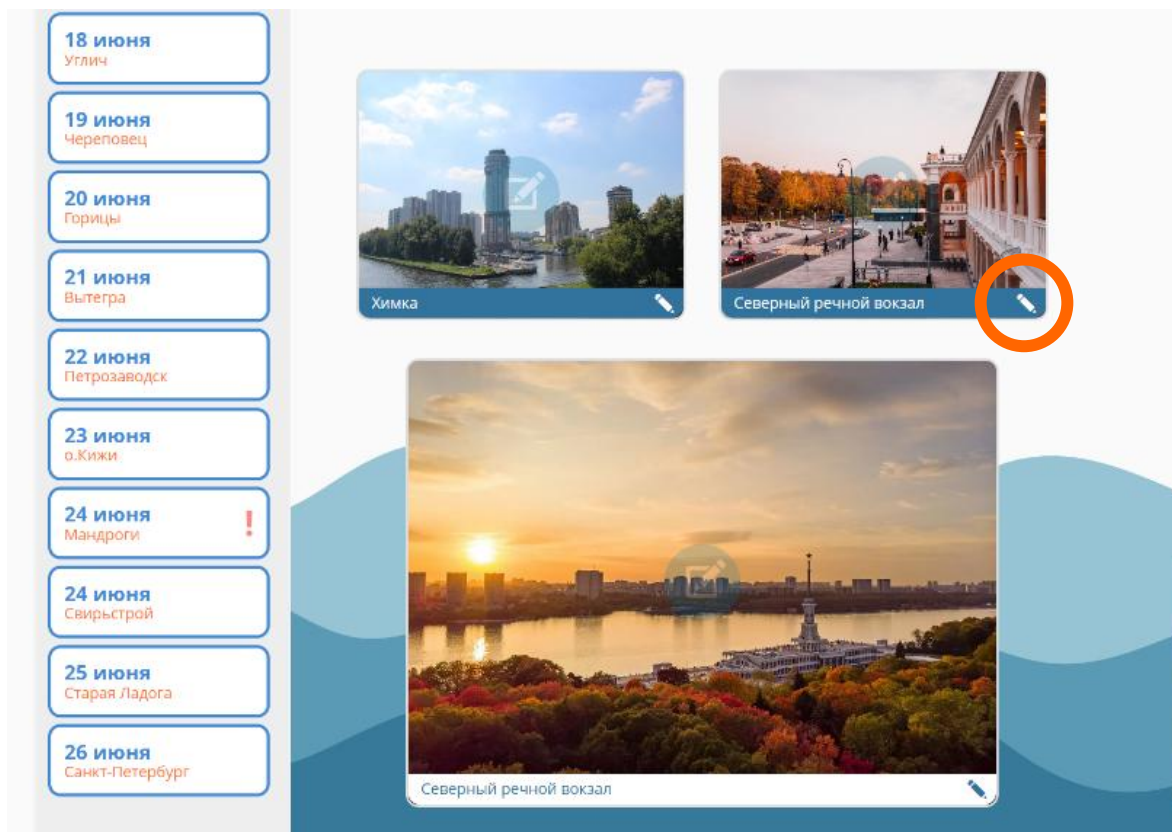 18 июня
Углич
19 июня
Череповец
20 июня
Горицы
21 июня
Вытегра
22 июня
Петрозаводск
23 июня
о.Кижи
24 июня
Мандроги
!
24 июня
Свирьстрой
25 июня
Старая Ладога
26 июня
Санкт-Петербург
Химка
Северный речной вокзал
Северный речной вокзал